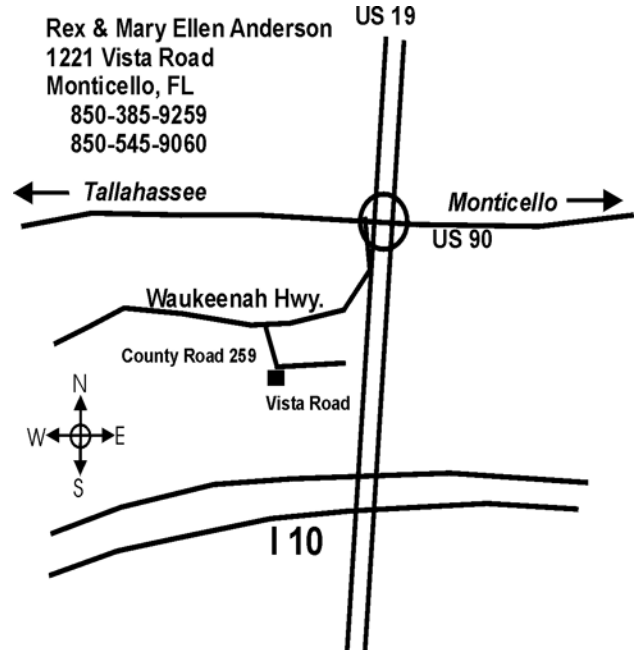 US 19
Rex & Mary Ellen Anderson
1221 Vista Road
Monticello, FL
850-385-9259
850-545-9060
Tallahassee
Monticello
US 90
Waukeenah Hwy.
County Road 259
Vista Road
N
W
E
S
I 10